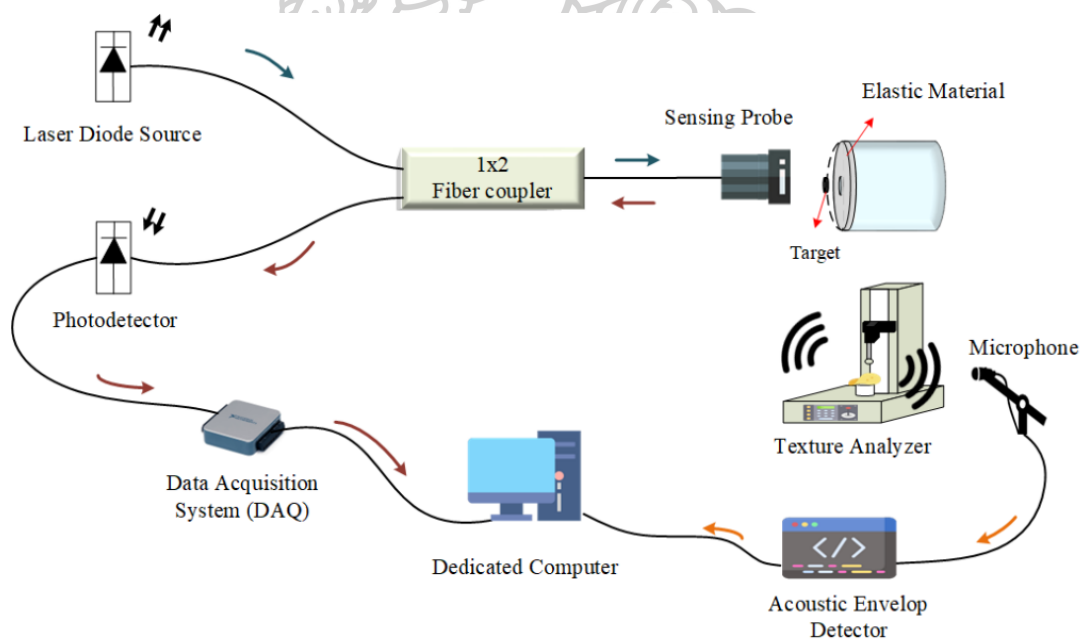 Laser Diode Source
1x2
Fiber coupler
Sensing Probe
Elastic Material
Target
Photodetector
Microphone
Texture Analyzer
Data Acquisition
System (DAQ)
Dedicated Computer
</>
Acoustic Envelop
Detector